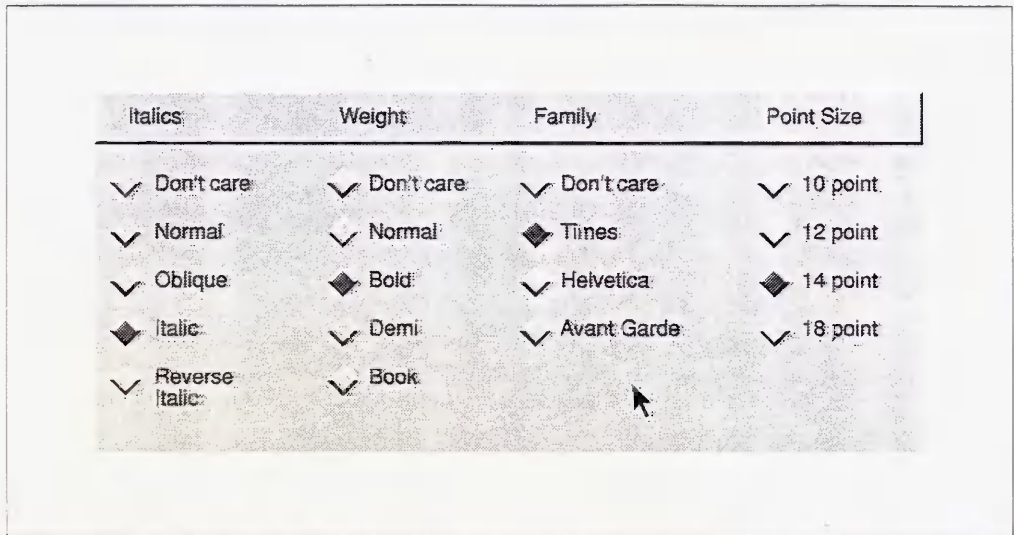 Italics Weight Family Point Size
Don't care Don't care Don't care 10 point
Normal Normal Times 12 point
Oblique Bold Helvetica 14 point
Italic Demi Avant Garde 18 point
Reverse Book
Italic